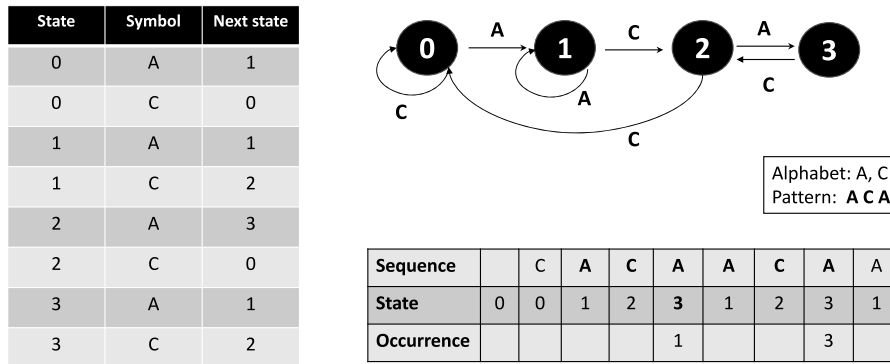 State Symbol Next state
0 A 1
0 C 0
1 A 1
1 C 2
2 A 3
2 C 0
3 A 1
3 C 2
A C A
0 1 2 3
C A C
C
Alphabet: A, C
Pattern: A C A
Sequence C A C A A C A A
State 0 0 1 2 3 1 2 3 1
Occurrence 1 3